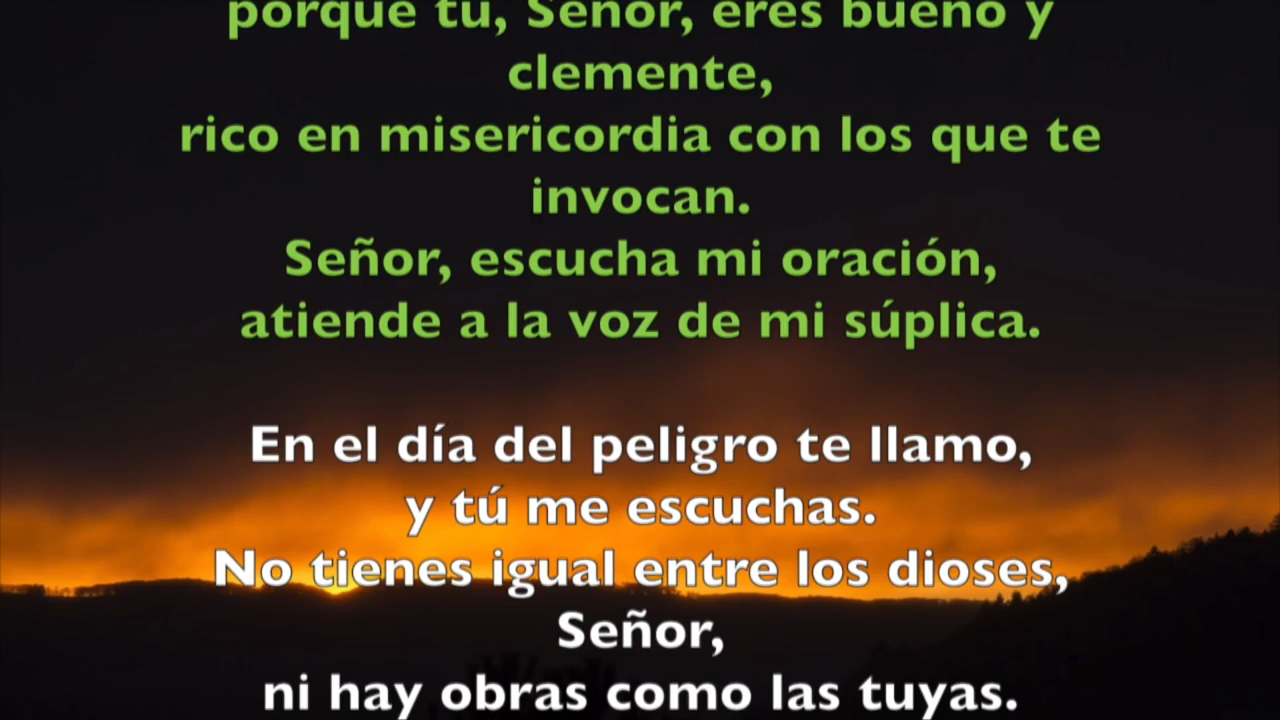 porque tú, Señor, eres bueno y
clemente,
rico en misericordia con los que te
invocan.
Señor, escucha mi oración,
atiende a la voz de mi súplica.
En el día del peligro te llamo,
y tú me escuchas.
No tienes igual entre los dioses,
Señor,
ni hay obras como las tuyas.